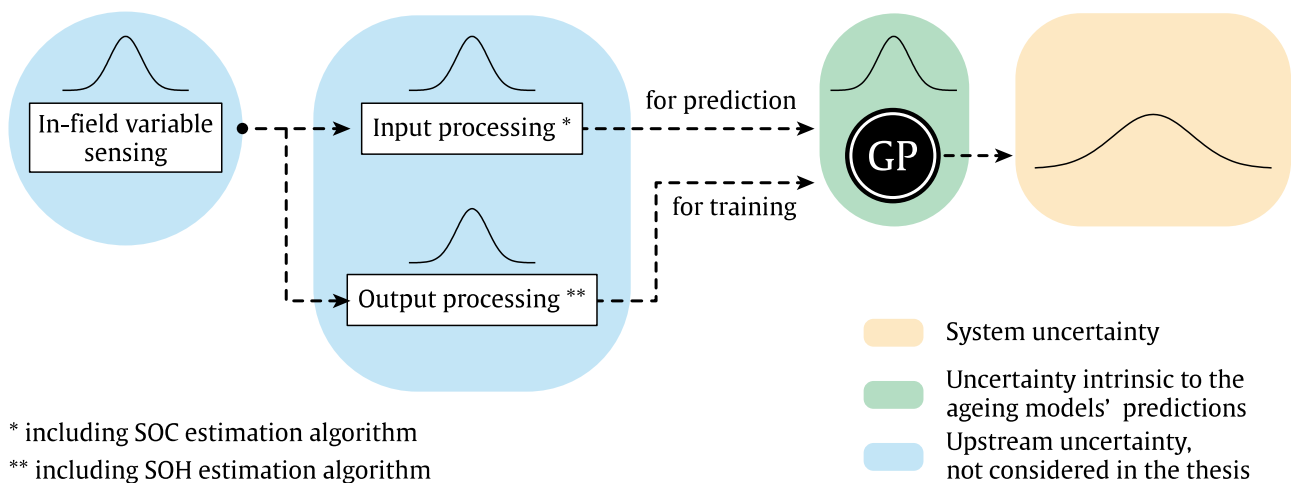 In-field variable
sensing
Input processing *
Output processing **
for prediction
for training
GP
System uncertainty
Uncertainty intrinsic to the
ageing models’ predictions
Upstream uncertainty,
not considered in the thesis
* including SOC estimation algorithm
** including SOH estimation algorithm